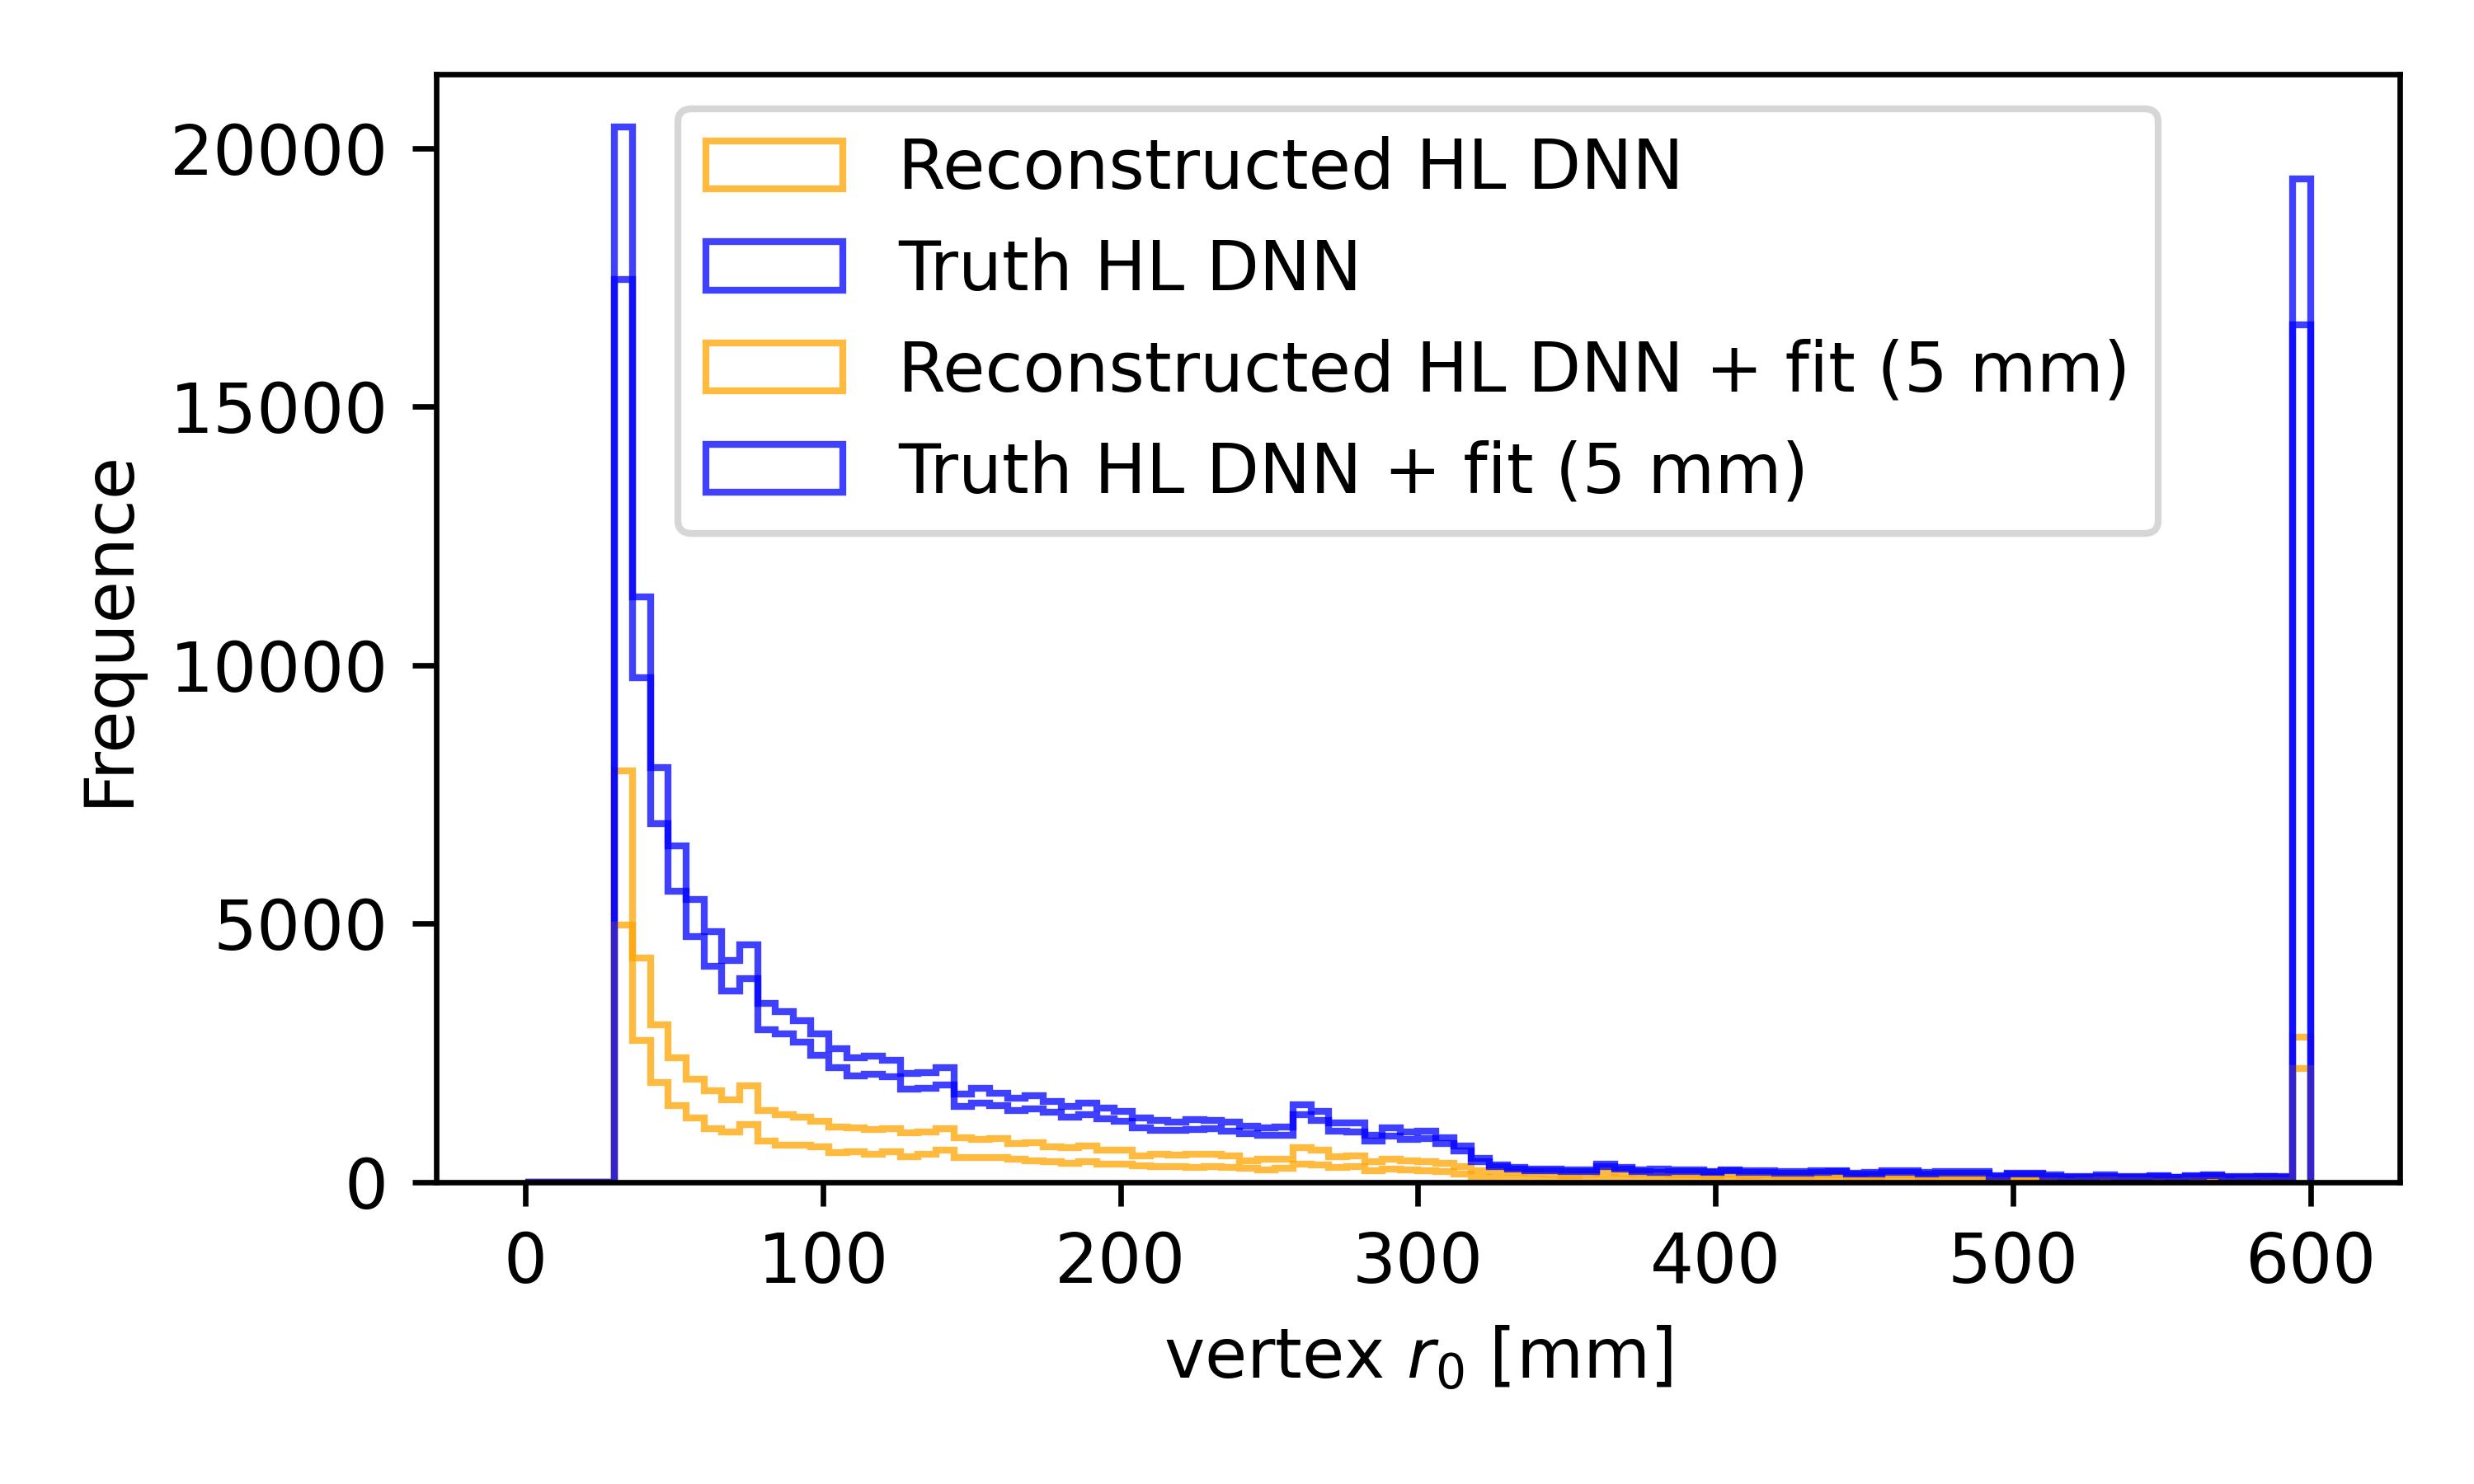 Reconstructed HL DNN
Truth HL DNN
Reconstructed HL DNN + fit (5 mm)
Truth HL DNN + fit (5 mm)
Frequence
20000
15000
10000
5000
0
0 100 200 300 400 500 600
vertex r₀ [mm]